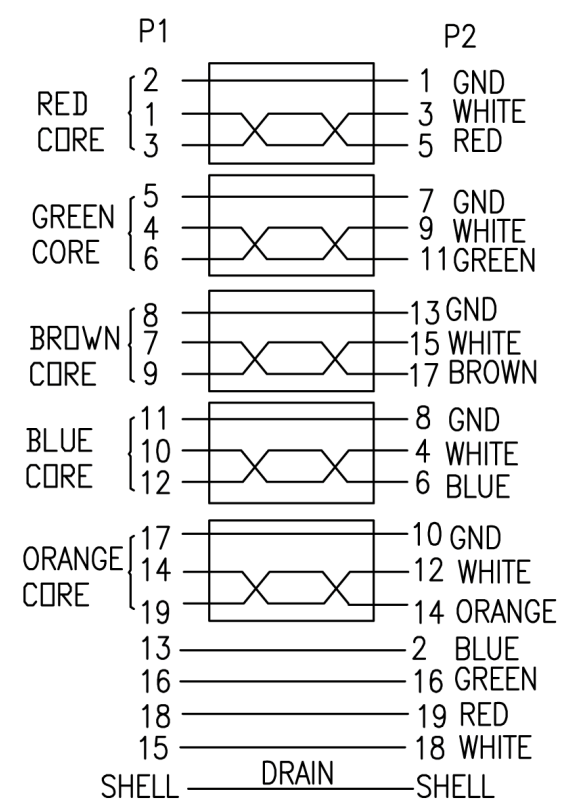 P1 P2
2 1 GND
RED 1 3 WHITE
CORE 3 5 RED
5 7 GND
GREEN 4 9 WHITE
CORE 6 11 GREEN
8 13 GND
BROWN 7 15 WHITE
CORE 9 17 BROWN
11 8 GND
BLUE 10 4 WHITE
CORE 12 6 BLUE
17 10 GND
ORANGE 14 12 WHITE
CORE 19 14 ORANGE
13 2 BLUE
16 16 GREEN
18 19 RED
15 18 WHITE
SHELL DRAIN SHELL